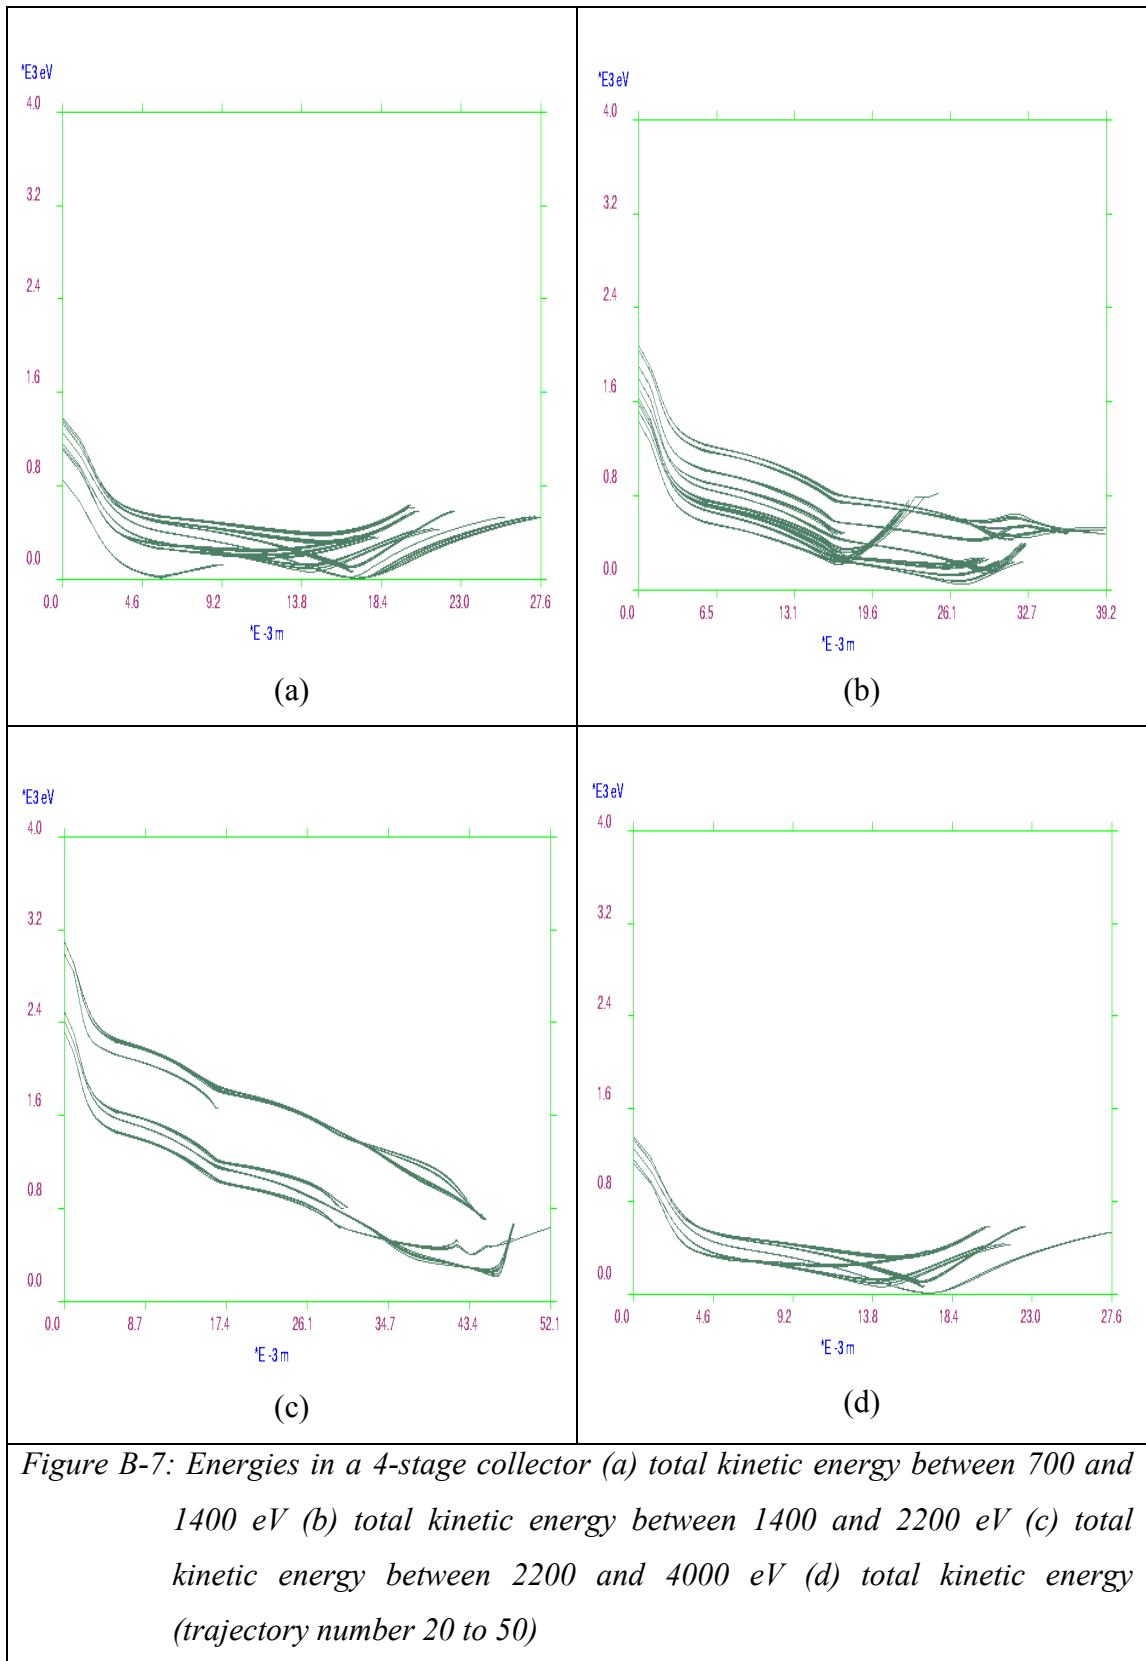 *E3 eV
4.0
3.2
2.4
1.6
0.8
0.0
0.0 4.6 9.2 13.8 18.4 23.0 27.6
*E -3 m
(a)
*E3 eV
4.0
3.2
2.4
1.6
0.8
0.0
0.0 6.5 13.1 19.6 26.1 32.7 39.2
*E -3 m
(b)
*E3 eV
4.0
3.2
2.4
1.6
0.8
0.0
0.0 8.7 17.4 26.1 34.7 43.4 52.1
*E -3 m
(c)
*E3 eV
4.0
3.2
2.4
1.6
0.8
0.0
0.0 4.6 9.2 13.8 18.4 23.0 27.6
*E -3 m
(d)
Figure B-7: Energies in a 4-stage collector (a) total kinetic energy between 700 and
1400 eV (b) total kinetic energy between 1400 and 2200 eV (c) total
kinetic energy between 2200 and 4000 eV (d) total kinetic energy
(trajectory number 20 to 50)